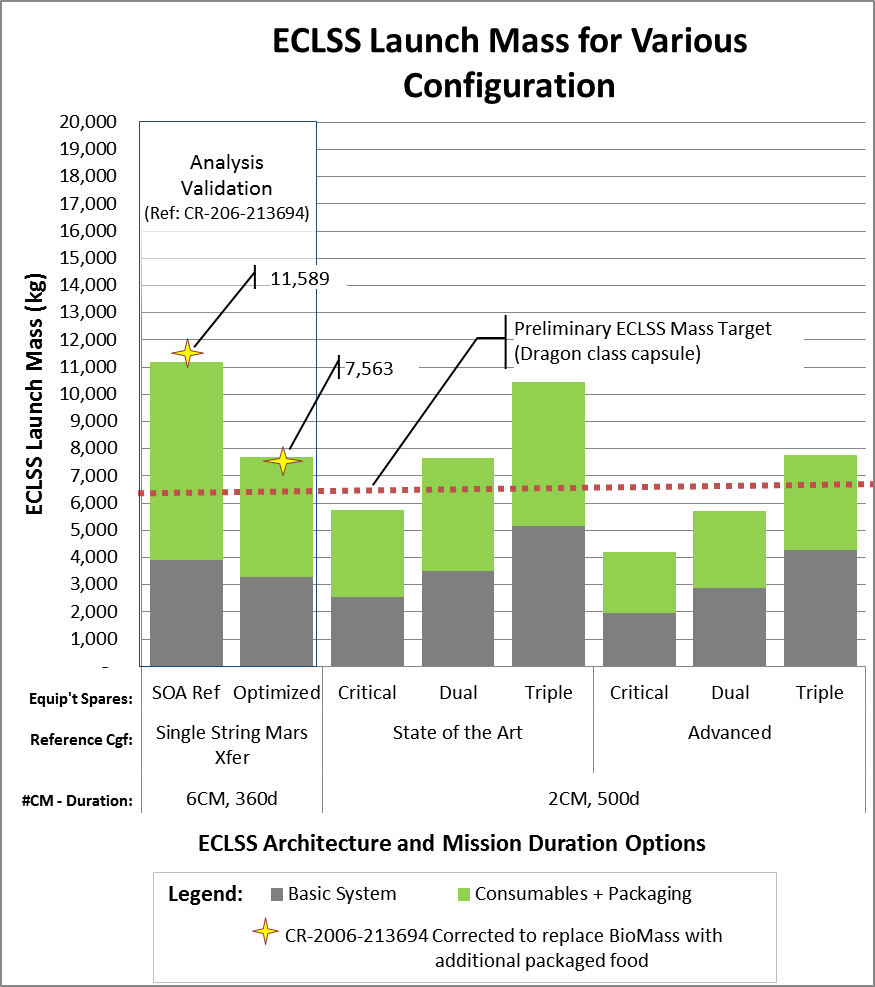 ECLSS Launch Mass for Various
Configuration
20,000
19,000
18,000
17,000
16,000
15,000
14,000
13,000
12,000
11,000
10,000
9,000
8,000
7,000
6,000
5,000
4,000
3,000
2,000
1,000
-
ECLSS Launch Mass (kg)
Analysis
Validation
(Ref: CR-206-213694)
11,589
7,563
Preliminary ECLSS Mass Target
(Dragon class capsule)
Equip't Spares: SOA Ref Optimized Critical Dual Triple Critical Dual Triple
Reference Cgf: Single String Mars State of the Art Advanced
Xfer
#CM - Duration: 6CM, 360d 2CM, 500d
ECLSS Architecture and Mission Duration Options
Legend: Basic System Consumables + Packaging
CR-2006-213694 Corrected to replace BioMass with
additional packaged food